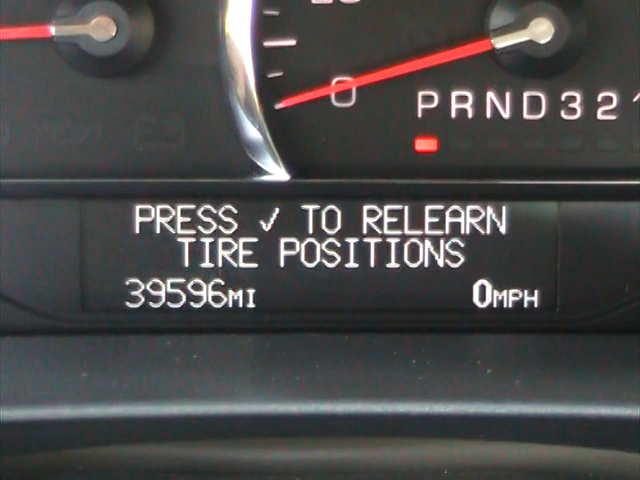 0
PRND321
PRESS ✓ TO RELEARN
TIRE POSITIONS
39596MI 0MPH